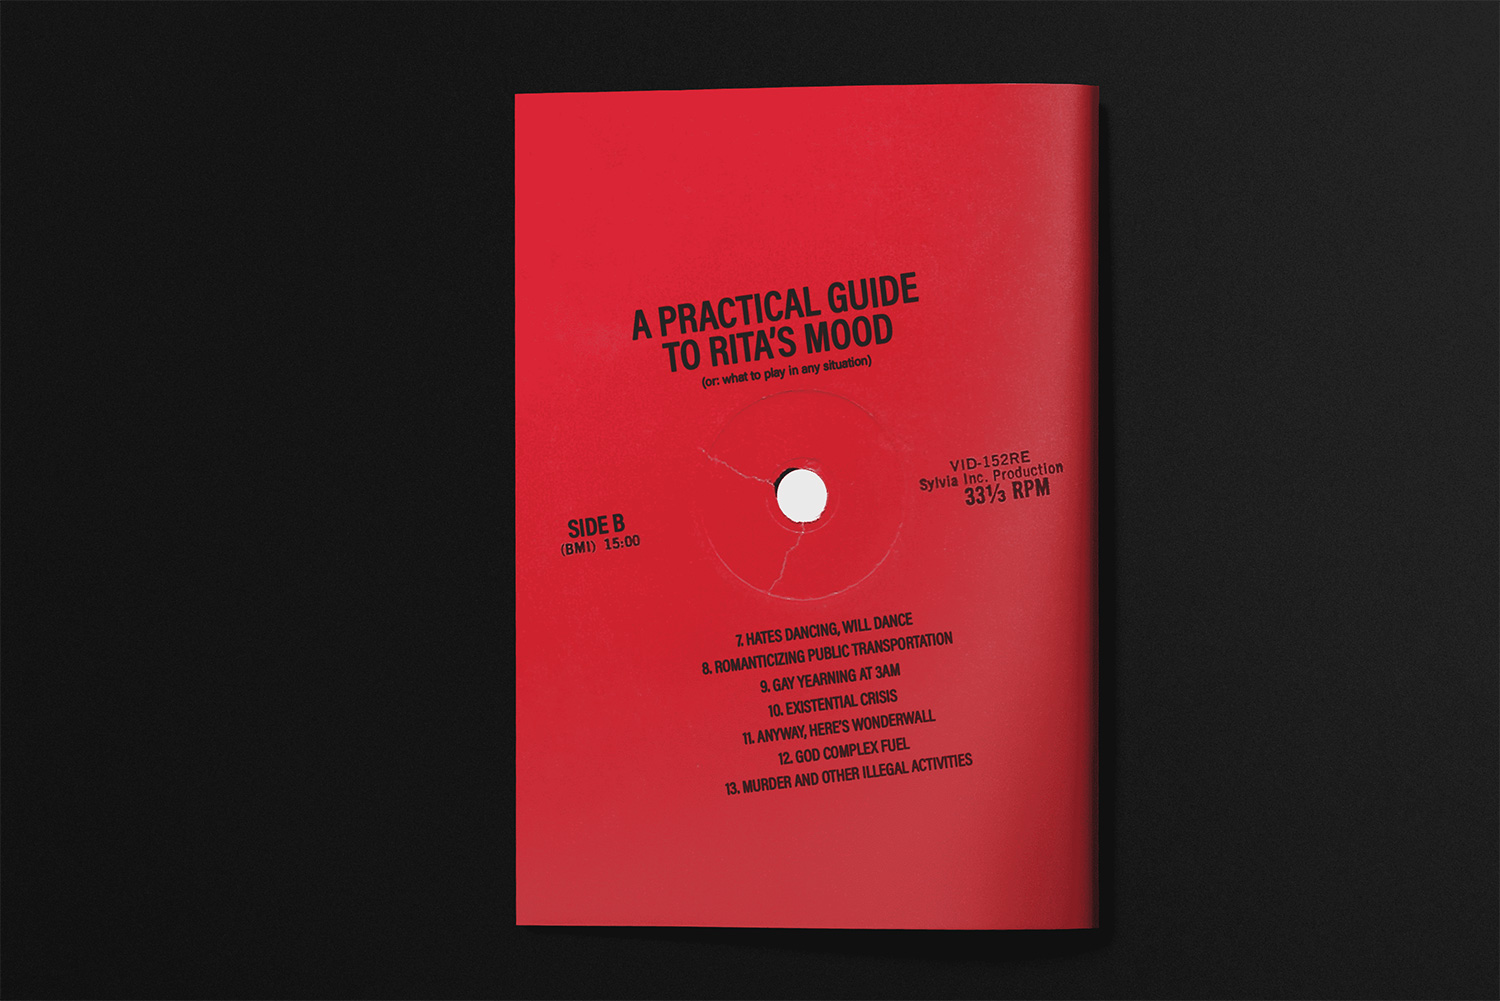 A PRACTICAL GUIDE
TO RITA'S MOOD
(or: what to play in any situation)
VID-152RE
Sylvia Inc. Production
33⅓ RPM
SIDE B
(BMI) 15:00
7. HATES DANCING, WILL DANCE
8. ROMANTICIZING PUBLIC TRANSPORTATION
9. GAY YEARNING AT 3AM
10. EXISTENTIAL CRISIS
11. ANYWAY, HERE'S WONDERWALL
12. GOD COMPLEX FUEL
13. MURDER AND OTHER ILLEGAL ACTIVITIES